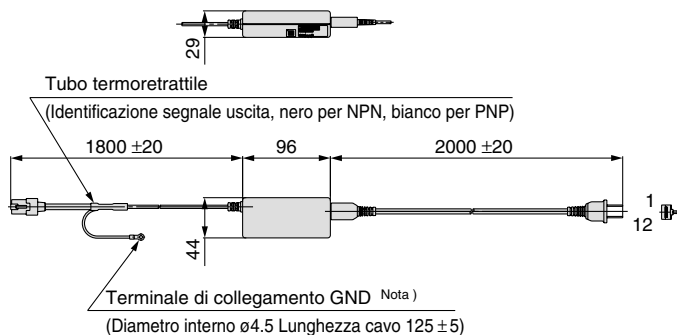 29
Tubo termoretrattile
(Identificazione segnale uscita, nero per NPN, bianco per PNP)
1800 ±20
96
2000 ±20
1
12
44
Terminale di collegamento GND Nota )
(Diametro interno ø4.5 Lunghezza cavo 125 ± 5)